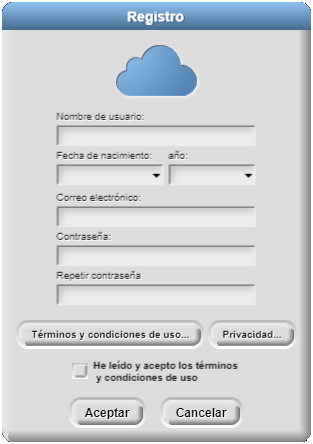 Registro
Nombre de usuario:
Fecha de nacimiento: año:
Correo electrónico:
Contraseña:
Repetir contraseña
Términos y condiciones de uso... Privacidad...
He leído y acepto los términos
y condiciones de uso
Aceptar Cancelar